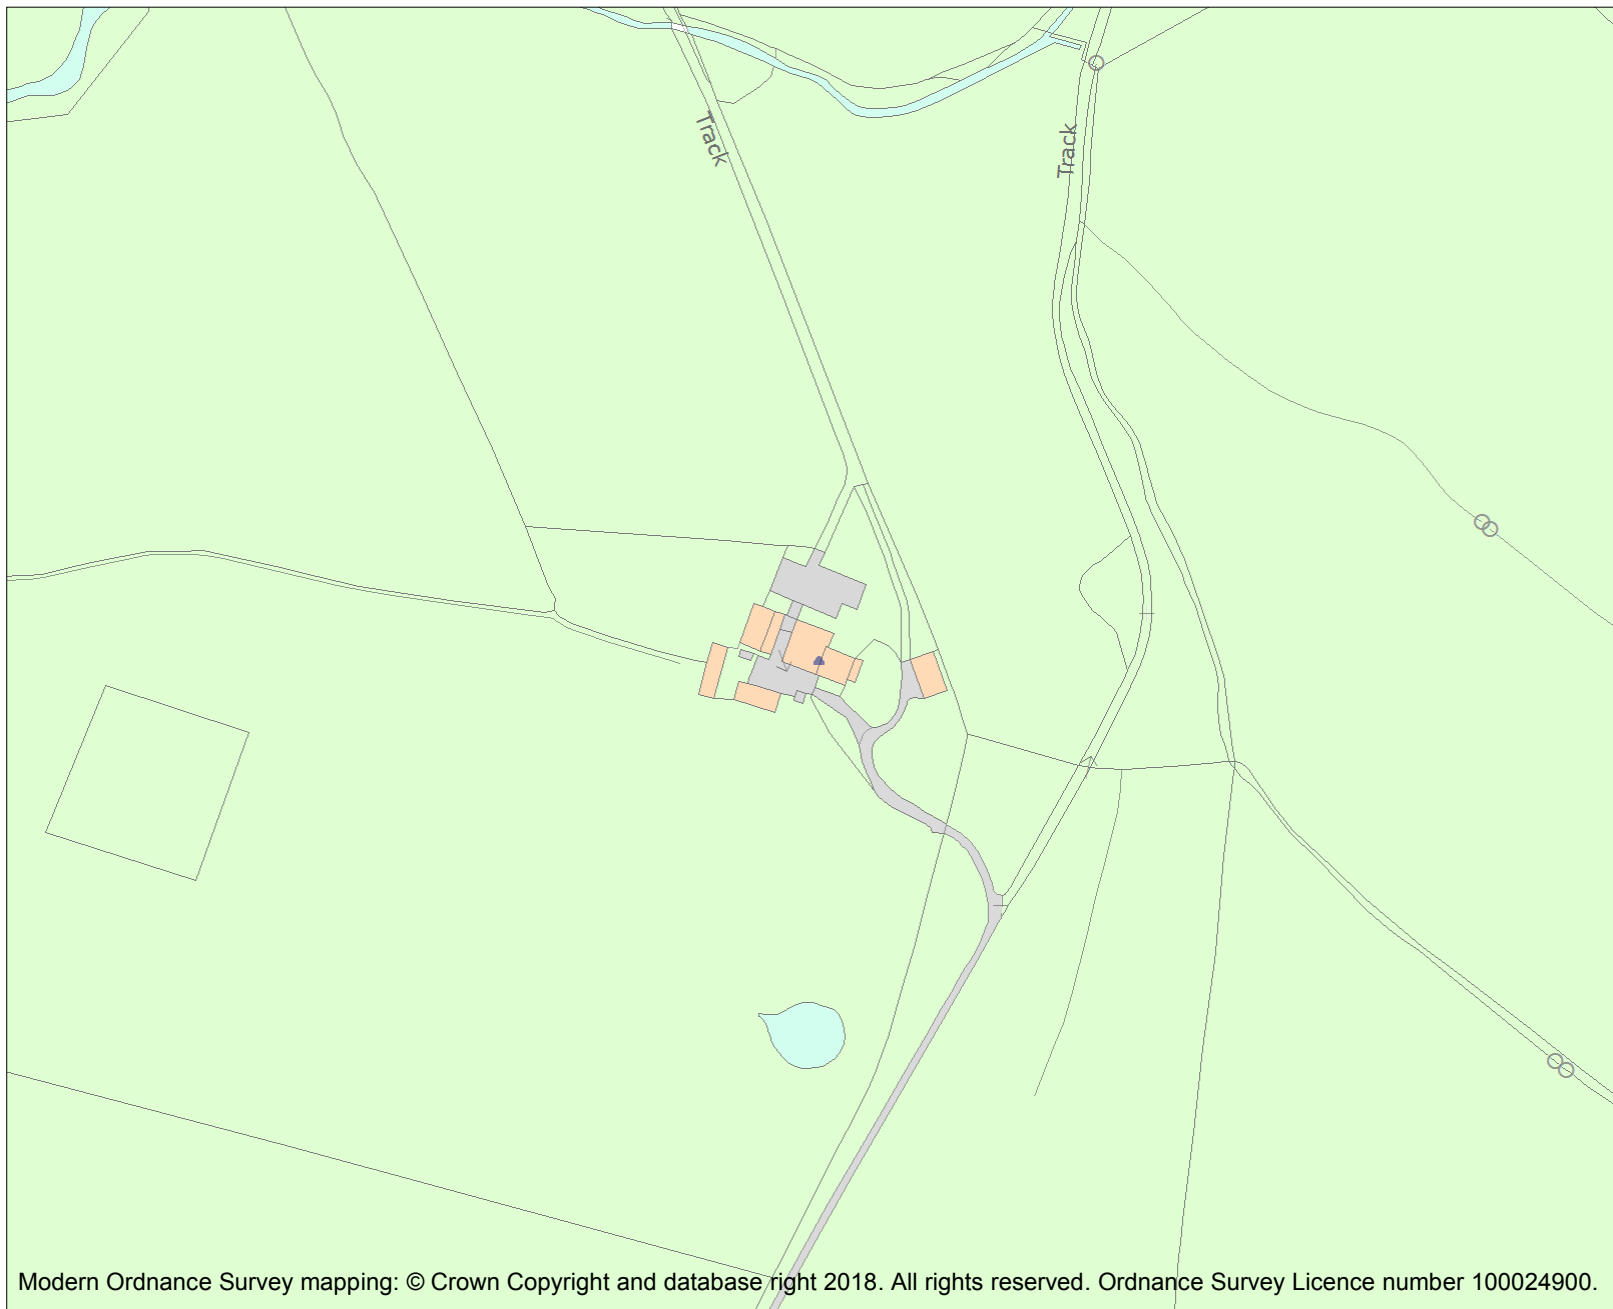 Track
Track
Modern Ordnance Survey mapping: © Crown Copyright and database right 2018. All rights reserved. Ordnance Survey Licence number 100024900.